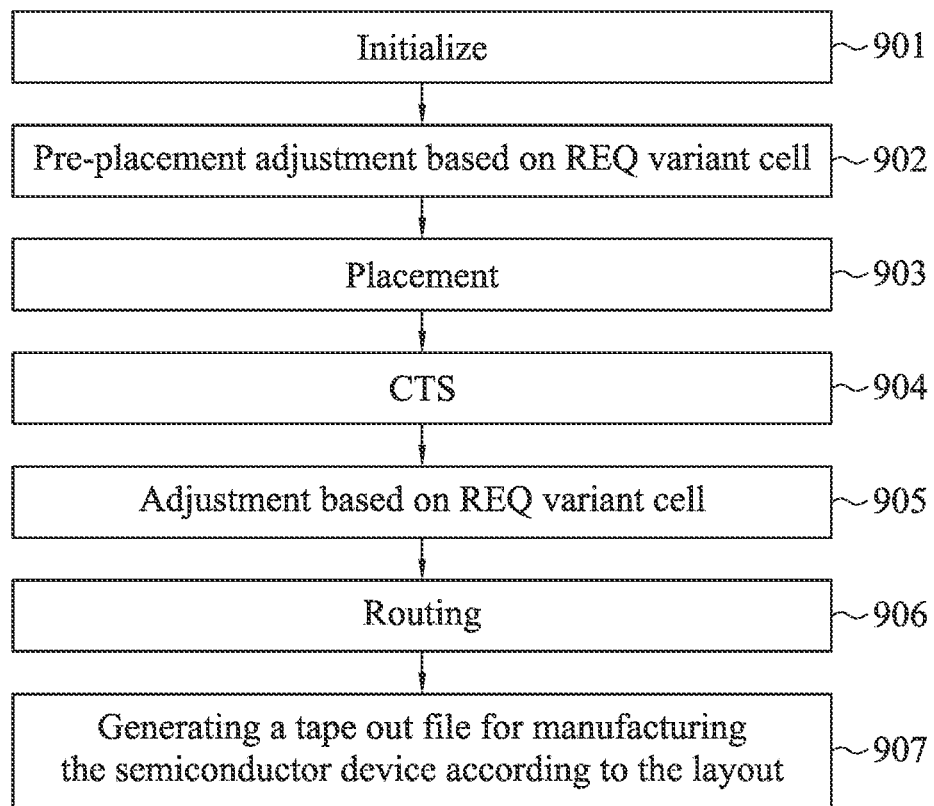 Initialize
901
Pre-placement adjustment based on REQ variant cell
902
Placement
903
CTS
904
Adjustment based on REQ variant cell
905
Routing
906
Generating a tape out file for manufacturing
the semiconductor device according to the layout
907